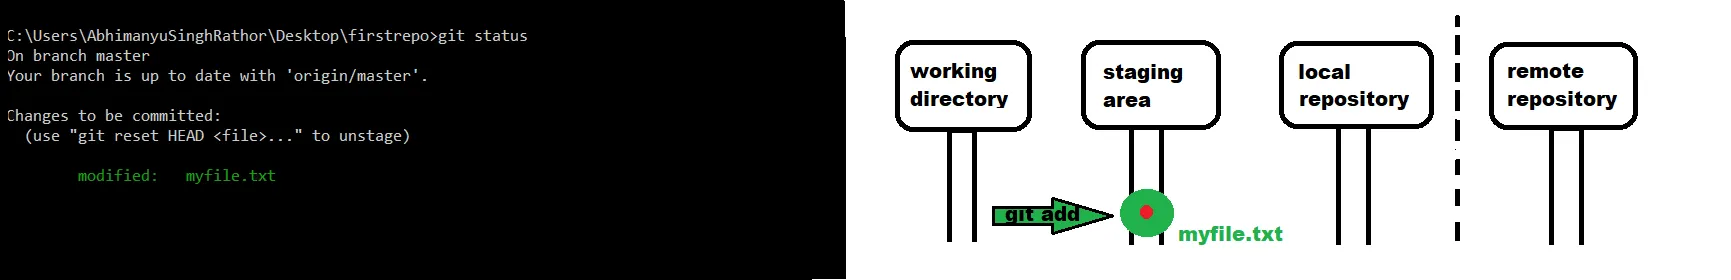 C:\Users\AbhimanyuSinghRathor\Desktop\firstrepo>git status
On branch master
Your branch is up to date with 'origin/master'.
Changes to be committed:
(use "git reset HEAD <file>..." to unstage)
modified: myfile.txt
working
directory
staging
area
local
repository
remote
repository
git add
myfile.txt